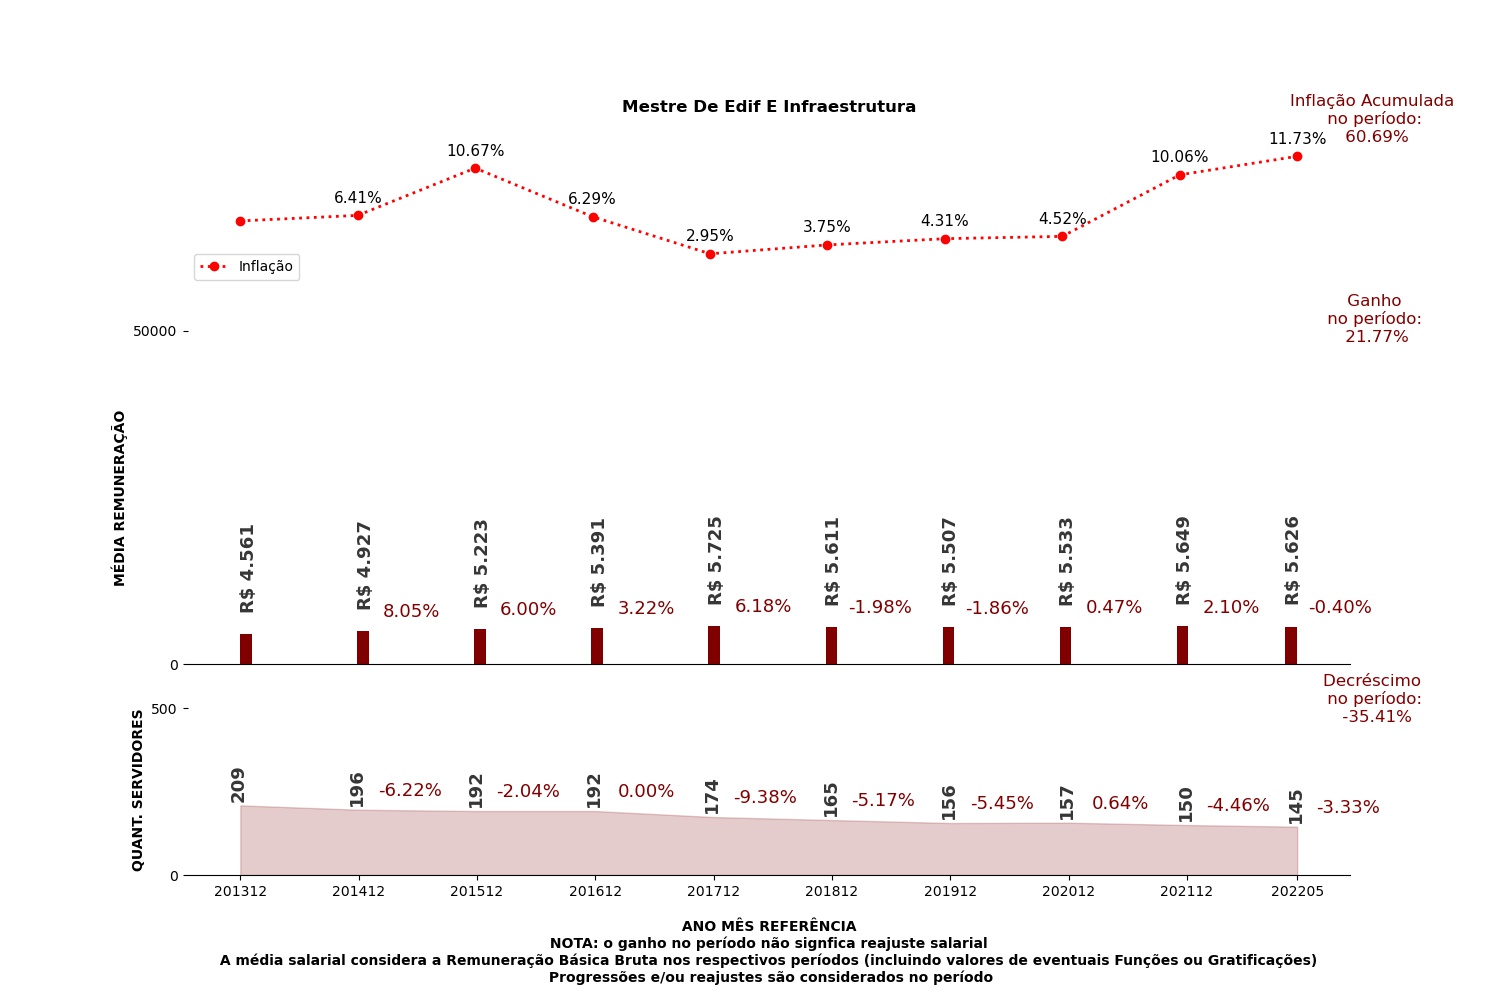 Mestre De Edif E Infraestrutura
Inflação Acumulada
no período:
60.69%
6.41%
10.67%
6.29%
2.95%
3.75%
4.31%
4.52%
10.06%
11.73%
Inflação
Ganho
no período:
21.77%
50000
0
MÉDIA REMUNERAÇÃO
R$ 4.561
R$ 4.927
R$ 5.223
R$ 5.391
R$ 5.725
R$ 5.611
R$ 5.507
R$ 5.533
R$ 5.649
R$ 5.626
8.05%
6.00%
3.22%
6.18%
-1.98%
-1.86%
0.47%
2.10%
-0.40%
Decréscimo
no período:
-35.41%
500
0
QUANT. SERVIDORES
209
196
192
192
174
165
156
157
150
145
-6.22%
-2.04%
0.00%
-9.38%
-5.17%
-5.45%
0.64%
-4.46%
-3.33%
201312
201412
201512
201612
201712
201812
201912
202012
202112
202205
ANO MÊS REFERÊNCIA
NOTA: o ganho no período não signfica reajuste salarial
A média salarial considera a Remuneração Básica Bruta nos respectivos períodos (incluindo valores de eventuais Funções ou Gratificações)
Progressões e/ou reajustes são considerados no período